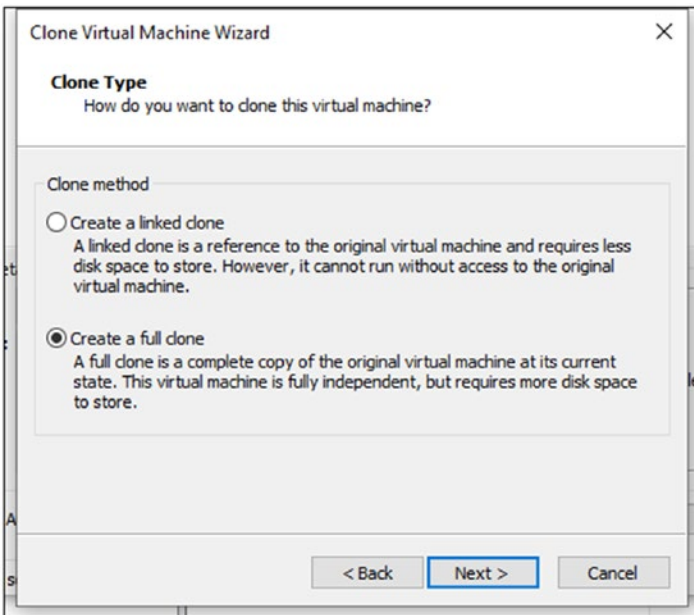 Clone Virtual Machine Wizard
Clone Type
How do you want to clone this virtual machine?
Clone method
Create a linked clone
A linked clone is a reference to the original virtual machine and requires less
disk space to store. However, it cannot run without access to the original
virtual machine.
Create a full clone
A full clone is a complete copy of the original virtual machine at its current
state. This virtual machine is fully independent, but requires more disk space
to store.
< Back
Next >
Cancel